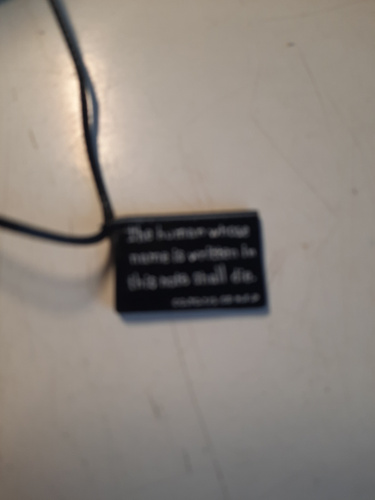 The human whose
name is written in
this note shall die.